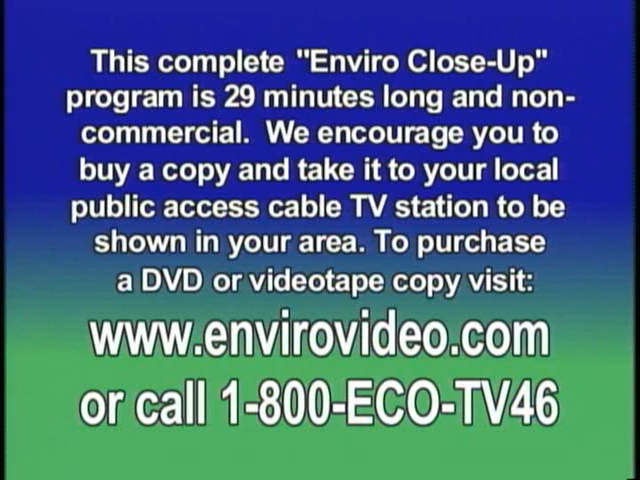 This complete "Enviro Close-Up"
program is 29 minutes long and non-
commercial.  We encourage you to
buy a copy and take it to your local
public access cable TV station to be
shown in your area. To purchase
a DVD or videotape copy visit:
www.envirovideo.com
or call 1-800-ECO-TV46